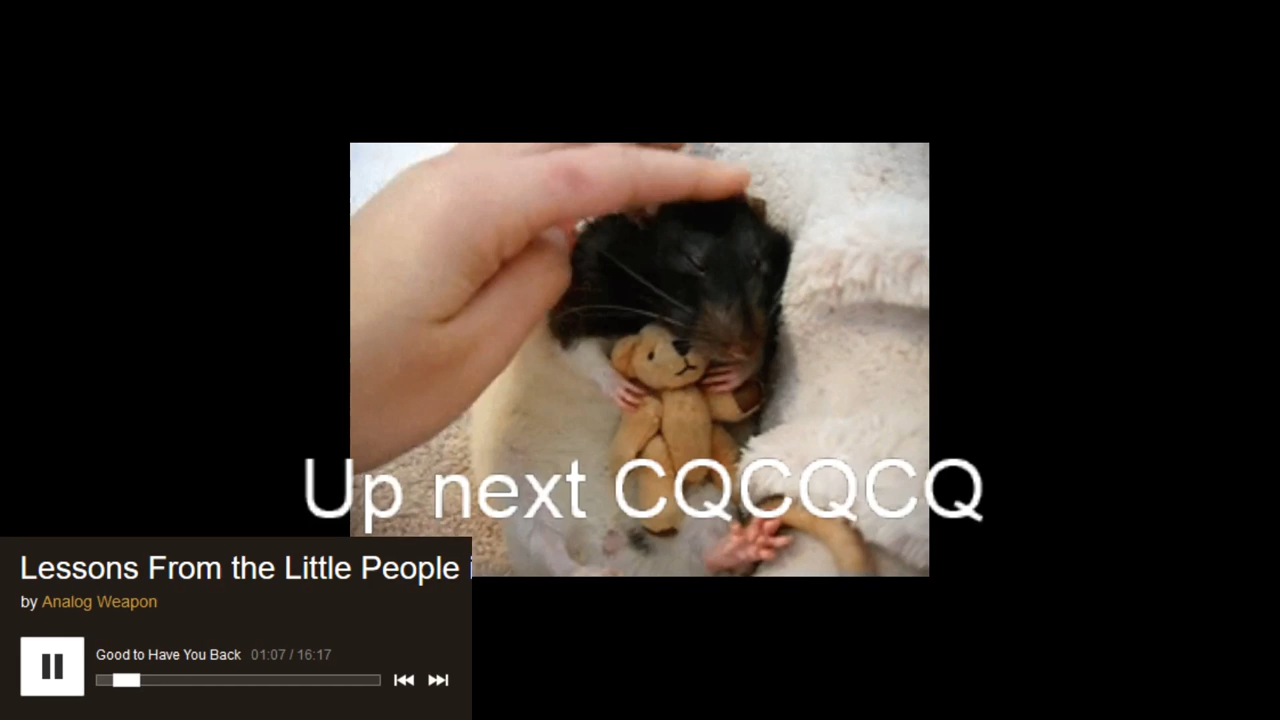 Up next CQCQCQ
Lessons From the Little People
by Analog Weapon
Good to Have You Back 01:07 / 16:17